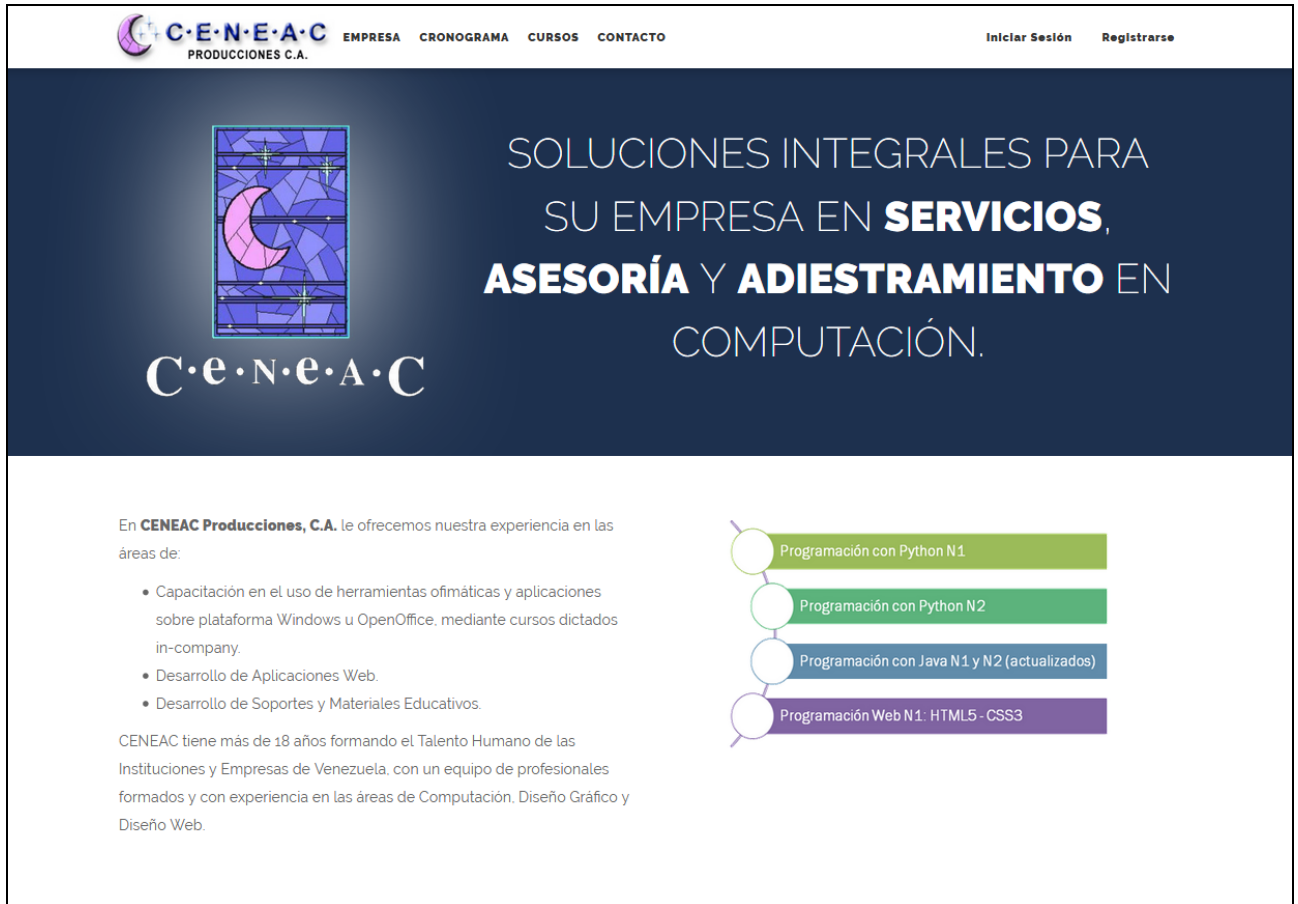 C·E·N·E·A·C
PRODUCCIONES C.A.
EMPRESA CRONOGRAMA CURSOS CONTACTO
Iniciar Sesión Registrarse
C·e·N·e·A·C
SOLUCIONES INTEGRALES PARA
SU EMPRESA EN SERVICIOS,
ASESORÍA Y ADIESTRAMIENTO EN
COMPUTACIÓN.
En CENEAC Producciones, C.A. le ofrecemos nuestra experiencia en las
áreas de:
• Capacitación en el uso de herramientas ofimáticas y aplicaciones
sobre plataforma Windows u OpenOffice, mediante cursos dictados
in-company.
• Desarrollo de Aplicaciones Web.
• Desarrollo de Soportes y Materiales Educativos.
CENEAC tiene más de 18 años formando el Talento Humano de las
Instituciones y Empresas de Venezuela, con un equipo de profesionales
formados y con experiencia en las áreas de Computación, Diseño Gráfico y
Diseño Web.
Programación con Python N1
Programación con Python N2
Programación con Java N1 y N2 (actualizados)
Programación Web N1: HTML5 - CSS3